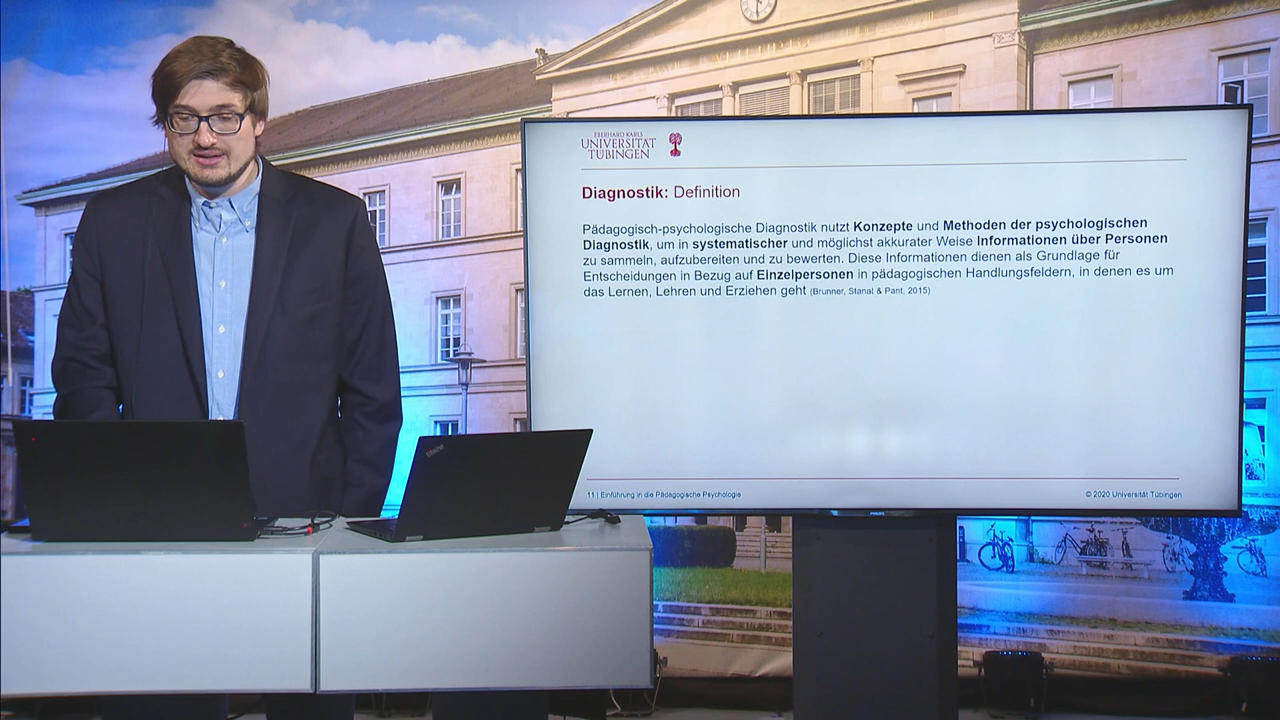 EBERHARD KARLS
UNIVERSITÄT
TÜBINGEN
Diagnostik: Definition
Pädagogisch-psychologische Diagnostik nutzt Konzepte und Methoden der psychologischen
Diagnostik, um in systematischer und möglichst akkurater Weise Informationen über Personen
zu sammeln, aufzubereiten und zu bewerten. Diese Informationen dienen als Grundlage für
Entscheidungen in Bezug auf Einzelpersonen in pädagogischen Handlungsfeldern, in denen es um
das Lernen, Lehren und Erziehen geht (Brunner, Stanat & Pant, 2015)
11 | Einführung in die Pädagogische Psychologie
© 2020 Universität Tübingen
PHILIPS
ThinkPad